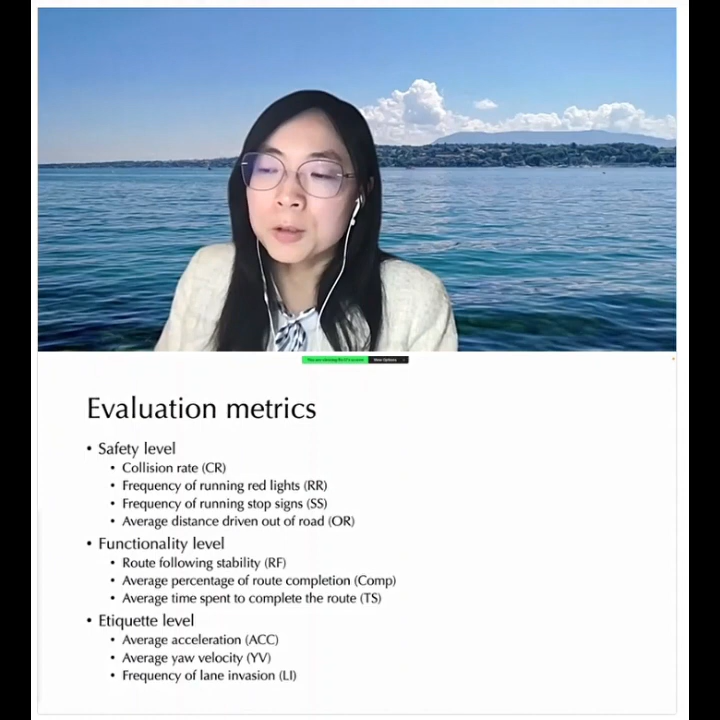 View Options
Evaluation metrics
• Safety level
• Collision rate (CR)
• Frequency of running red lights (RR)
• Frequency of running stop signs (SS)
• Average distance driven out of road (OR)
• Functionality level
• Route following stability (RF)
• Average percentage of route completion (Comp)
• Average time spent to complete the route (TS)
• Etiquette level
• Average acceleration (ACC)
• Average yaw velocity (YV)
• Frequency of lane invasion (LI)